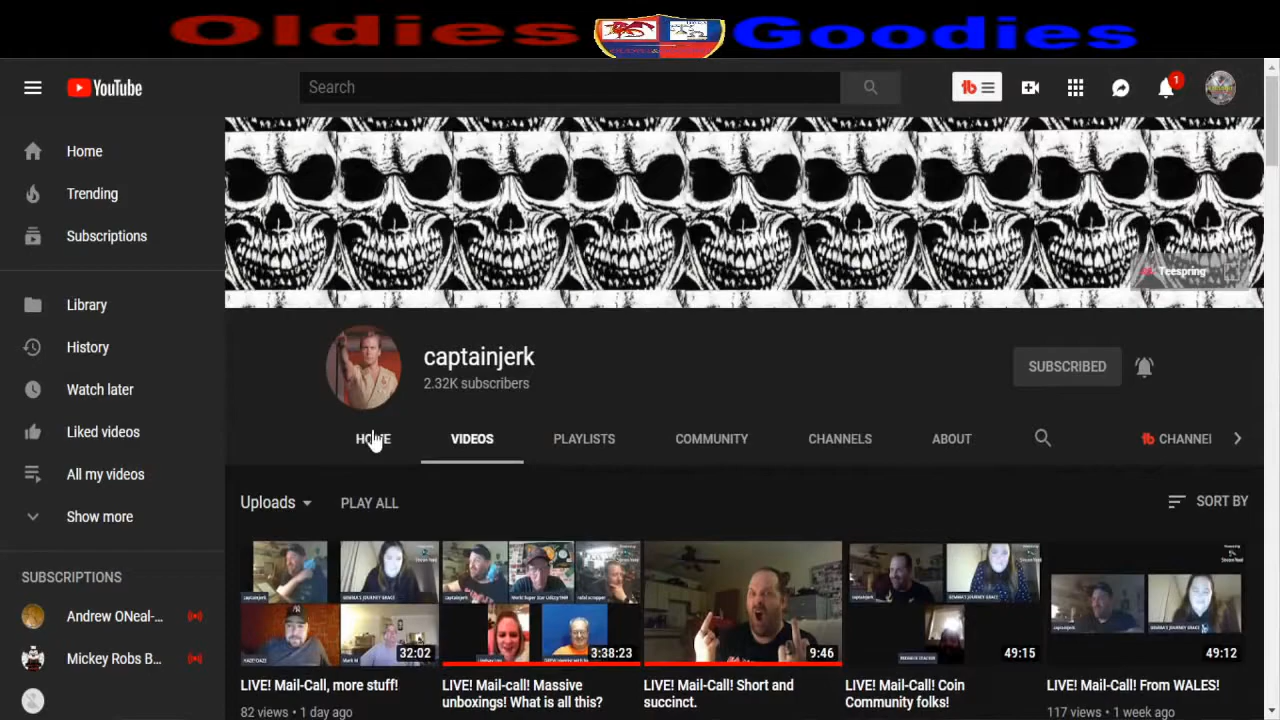 Oldies Goodies
YouTube
Search
1
Home
Trending
Subscriptions
Library
History
Watch later
Liked videos
All my videos
Show more
SUBSCRIPTIONS
Andrew ONeal-...
Mickey Robs B...
Teespring
captainjerk
2.32K subscribers
SUBSCRIBED
HOME VIDEOS PLAYLISTS COMMUNITY CHANNELS ABOUT CHANNEL
Uploads PLAY ALL SORT BY
32:02
3:38:23
9:46
49:15
49:12
LIVE! Mail-Call, more stuff!
82 views • 1 day ago
LIVE! Mail-call! Massive
unboxings! What is all this?
LIVE! Mail-Call! Short and
succinct.
LIVE! Mail-Call! Coin
Community folks!
LIVE! Mail-Call! From WALES!
117 views • 1 week ago